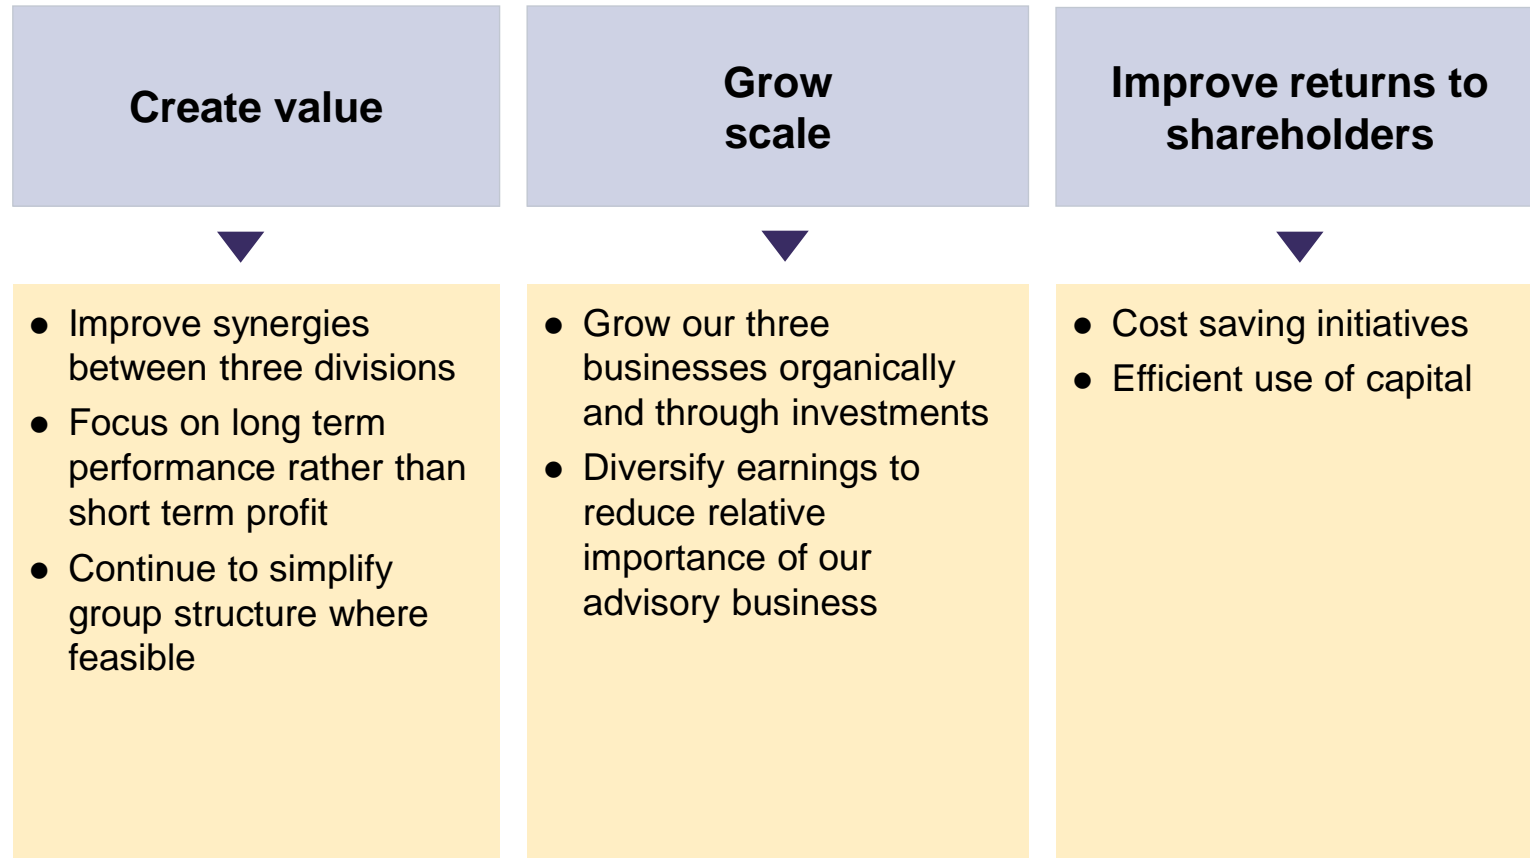 Create value
● Improve synergies
between three divisions
● Focus on long term
performance rather than
short term profit
● Continue to simplify
group structure where
feasible
Grow
scale
● Grow our three
businesses organically
and through investments
● Diversify earnings to
reduce relative
importance of our
advisory business
Improve returns to
shareholders
● Cost saving initiatives
● Efficient use of capital